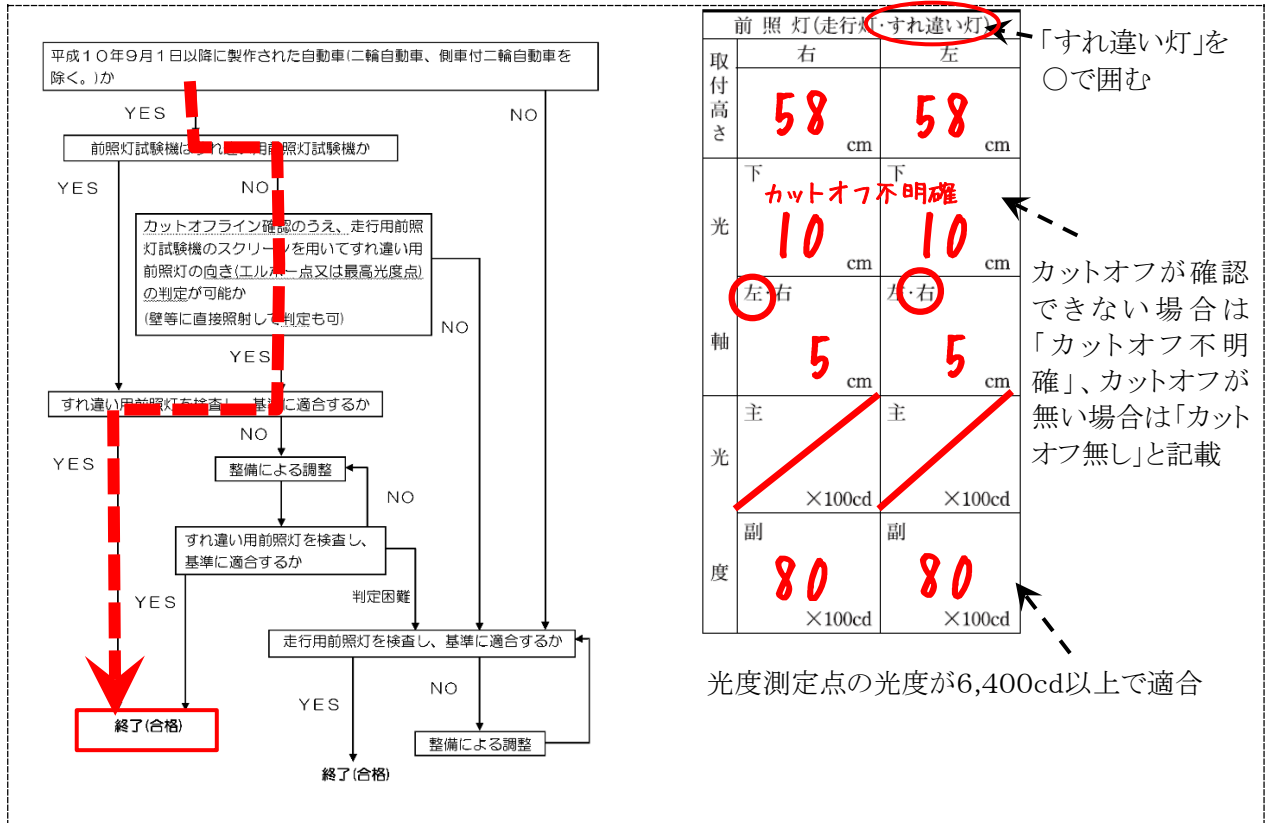 平成10年9月1日以降に製作された自動車(二輪自動車、側車付二輪自動車を
除く。)か
YES
NO
前照灯試験機はすれ違い用前照灯試験機か
YES
NO
カットオフライン確認のうえ、走行用前照
灯試験機のスクリーンを用いてすれ違い用
前照灯の向き(エルボー点又は最高光度点)
の判定が可能か
(壁等に直接照射して判定も可)
NO
YES
すれ違い用前照灯を検査し、基準に適合するか
NO
YES
整備による調整
NO
すれ違い用前照灯を検査し、
基準に適合するか
YES
判定困難
走行用前照灯を検査し、基準に適合するか
YES
NO
終了(合格)
整備による調整
終了(合格)
前照灯(走行灯・すれ違い灯)
右
左
取付高さ
58
cm
58
cm
光
下
下
カットオフ不明確
10
cm
10
cm
軸
左・右
左・右
5
cm
5
cm
光
主
主
×100cd
×100cd
度
副
副
80
×100cd
80
×100cd
「すれ違い灯」を
○で囲む
カットオフが確認
できない場合は
「カットオフ不明
確」、カットオフが
無い場合は「カット
オフ無し」と記載
光度測定点の光度が6,400cd以上で適合